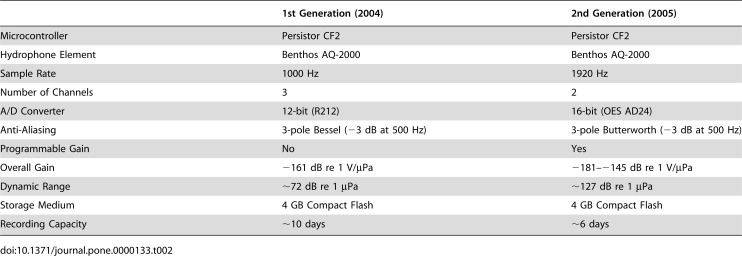 1st Generation (2004) 2nd Generation (2005)
Microcontroller Persistor CF2 Persistor CF2
Hydrophone Element Benthos AQ-2000 Benthos AQ-2000
Sample Rate 1000 Hz 1920 Hz
Number of Channels 3 2
A/D Converter 12-bit (R212) 16-bit (OES AD24)
Anti-Aliasing 3-pole Bessel (−3 dB at 500 Hz) 3-pole Butterworth (−3 dB at 500 Hz)
Programmable Gain No Yes
Overall Gain −161 dB re 1 V/μPa −181–−145 dB re 1 V/μPa
Dynamic Range ~72 dB re 1 μPa ~127 dB re 1 μPa
Storage Medium 4 GB Compact Flash 4 GB Compact Flash
Recording Capacity ~10 days ~6 days
doi:10.1371/journal.pone.0000133.t002